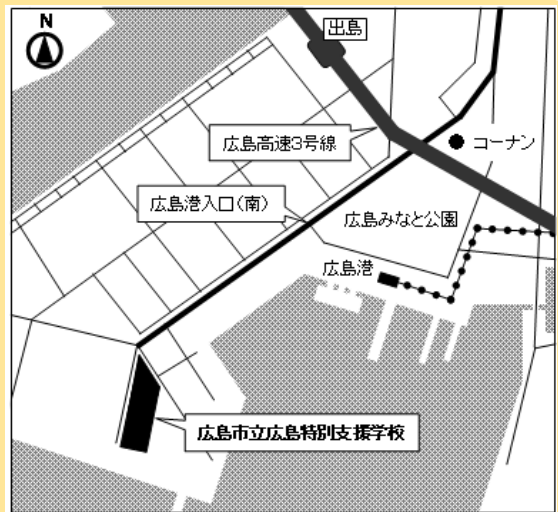 N
出島
広島高速3号線
コーナン
広島港入口(南)
広島みなと公園
広島港
広島市立広島特別支援学校